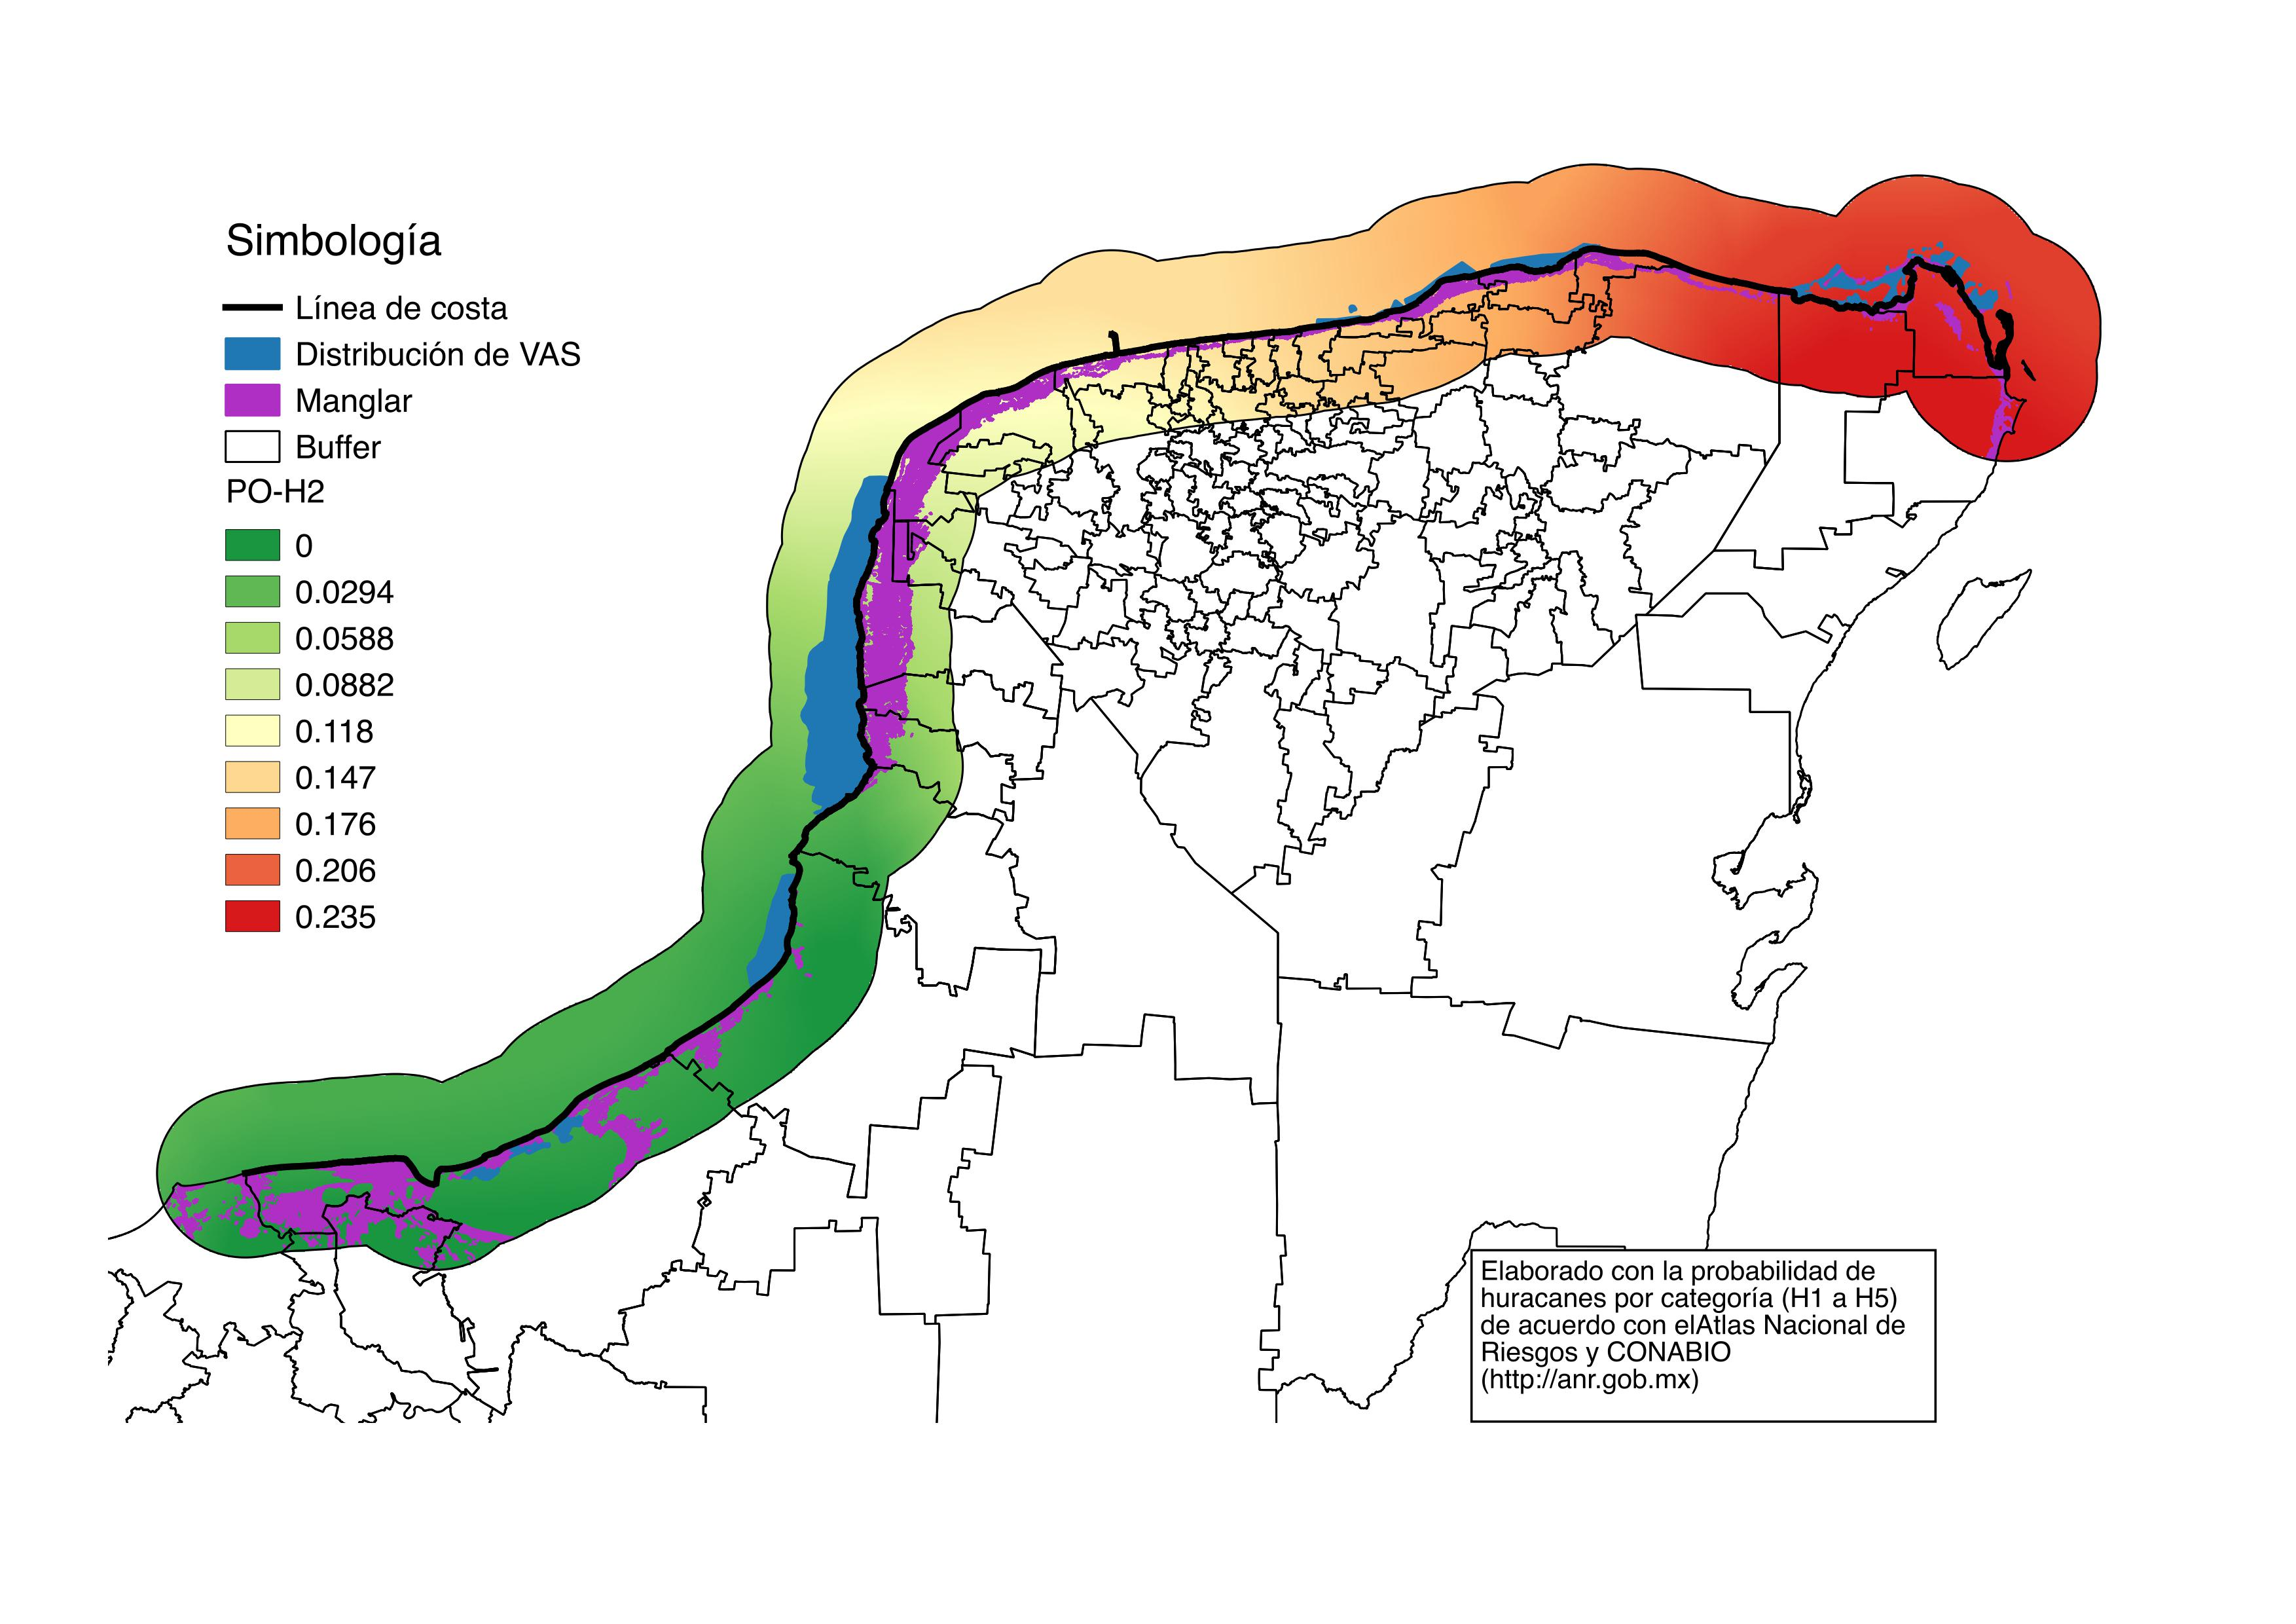 Simbología
Línea de costa
Distribución de VAS
Manglar
Buffer
PO-H2
0
0.0294
0.0588
0.0882
0.118
0.147
0.176
0.206
0.235
Elaborado con la probabilidad de
huracanes por categoría (H1 a H5)
de acuerdo con elAtlas Nacional de
Riesgos y CONABIO
(http://anr.gob.mx)